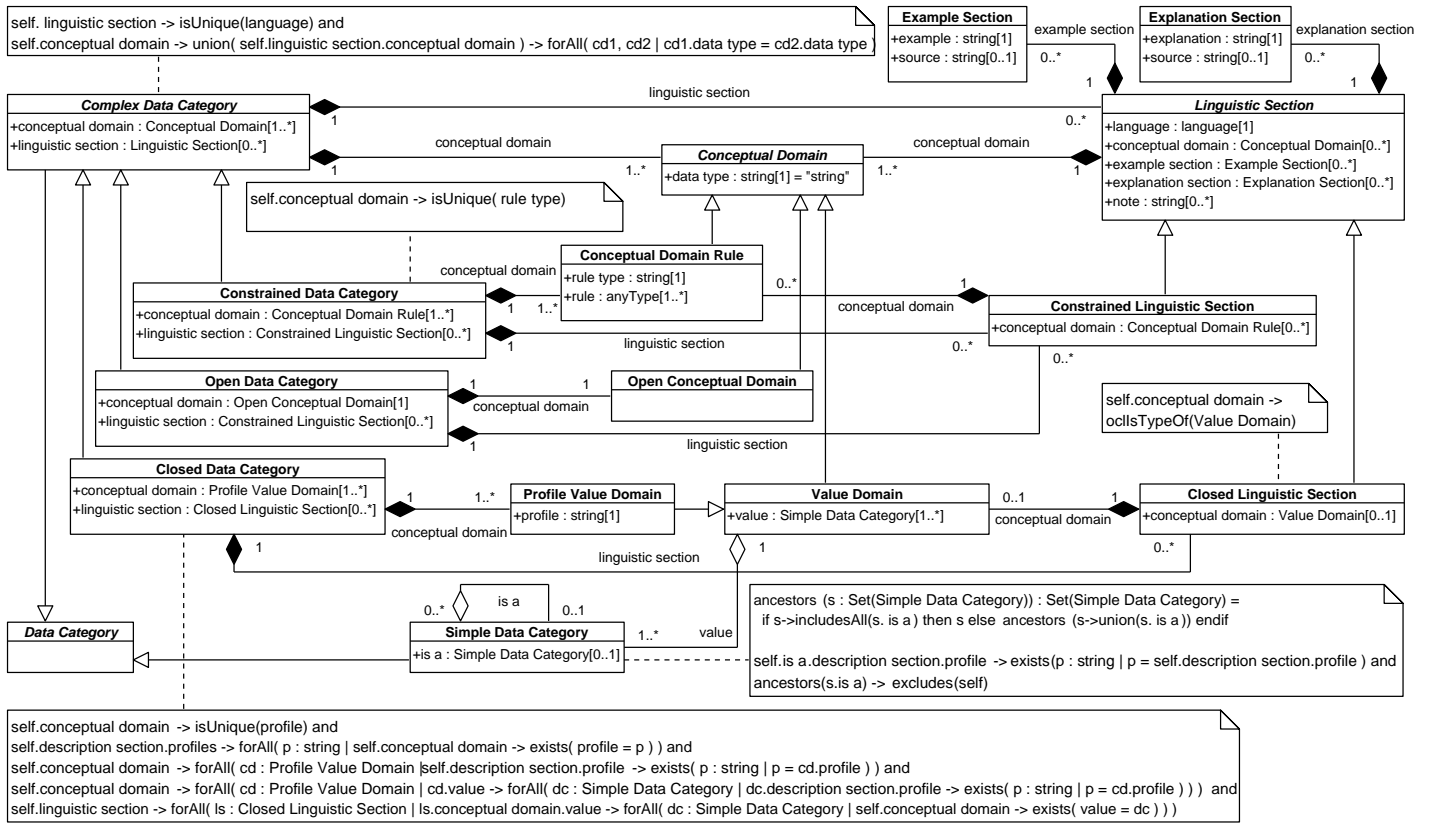 self. linguistic section -> isUnique(language) and
self.conceptual domain -> union( self.linguistic section.conceptual domain ) -> forAll( cd1, cd2 | cd1.data type = cd2.data type )
Example Section
+example : string[1]
+source : string[0..1]
example section
0..*
1
Explanation Section
+explanation : string[1]
+source : string[0..1]
explanation section
0..*
1
Complex Data Category
+conceptual domain : Conceptual Domain[1..*]
+linguistic section : Linguistic Section[0..*]
1
linguistic section
0..*
1
conceptual domain
1..*
Conceptual Domain
+data type : string[1] = "string"
conceptual domain
1..*
1
Linguistic Section
+language : language[1]
+conceptual domain : Conceptual Domain[0..*]
+example section : Example Section[0..*]
+explanation section : Explanation Section[0..*]
+note : string[0..*]
self.conceptual domain -> isUnique( rule type)
Constrained Data Category
+conceptual domain : Conceptual Domain Rule[1..*]
+linguistic section : Constrained Linguistic Section[0..*]
conceptual domain
1
1..*
Conceptual Domain Rule
+rule type : string[1]
+rule : anyType[1..*]
0..*
conceptual domain
1
Constrained Linguistic Section
+conceptual domain : Conceptual Domain Rule[0..*]
1
linguistic section
0..*
0..*
Open Data Category
+conceptual domain : Open Conceptual Domain[1]
+linguistic section : Constrained Linguistic Section[0..*]
1
1
conceptual domain
Open Conceptual Domain
1
linguistic section
self.conceptual domain ->
oclIsTypeOf(Value Domain)
Closed Data Category
+conceptual domain : Profile Value Domain[1..*]
+linguistic section : Closed Linguistic Section[0..*]
1
1..*
conceptual domain
Profile Value Domain
+profile : string[1]
Value Domain
+value : Simple Data Category[1..*]
0..1
1
conceptual domain
Closed Linguistic Section
+conceptual domain : Value Domain[0..1]
1
linguistic section
1
0..*
0..*
is a
0..1
Data Category
Simple Data Category
+is a : Simple Data Category[0..1]
1..*
value
ancestors (s : Set(Simple Data Category)) : Set(Simple Data Category) =
if s->includesAll(s. is a ) then s else ancestors (s->union(s. is a )) endif
self.is a.description section.profile -> exists(p : string | p = self.description section.profile ) and
ancestors(s.is a) -> excludes(self)
self.conceptual domain -> isUnique(profile) and
self.description section.profiles -> forAll( p : string | self.conceptual domain -> exists( profile = p ) ) and
self.conceptual domain -> forAll( cd : Profile Value Domain |self.description section.profile -> exists( p : string | p = cd.profile ) ) and
self.conceptual domain -> forAll( cd : Profile Value Domain | cd.value -> forAll( dc : Simple Data Category | dc.description section.profile -> exists( p : string | p = cd.profile ) ) ) and
self.linguistic section -> forAll( ls : Closed Linguistic Section | ls.conceptual domain.value -> forAll( dc : Simple Data Category | self.conceptual domain -> exists( value = dc ) ) )